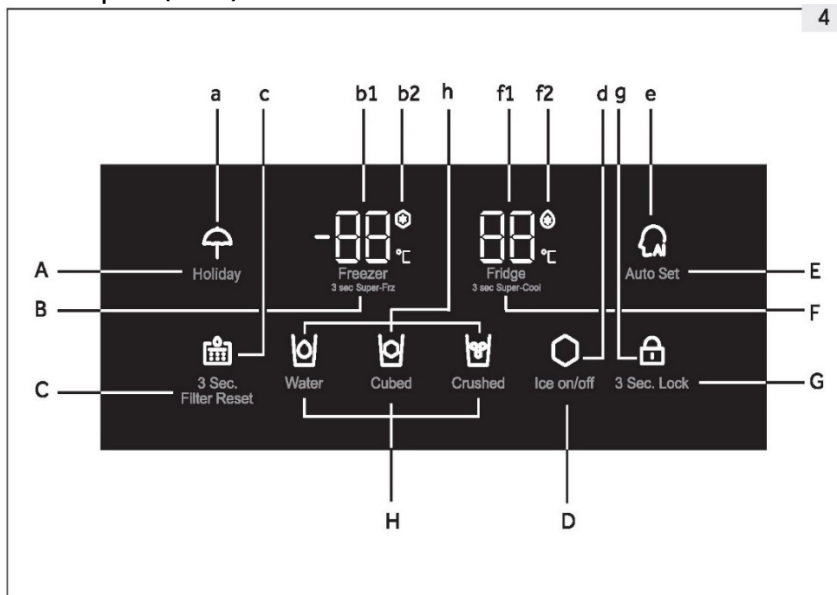 4
a c b1 b2 h f1 f2 d g e
-88 °C 88 °C AI
A Holiday Freezer Fridge Auto Set E
3 sec Super-Frz 3 sec Super-Cool
B F
C 3 Sec. Water Cubed Crushed Ice on/off 3 Sec. Lock G
Filter Reset
H D